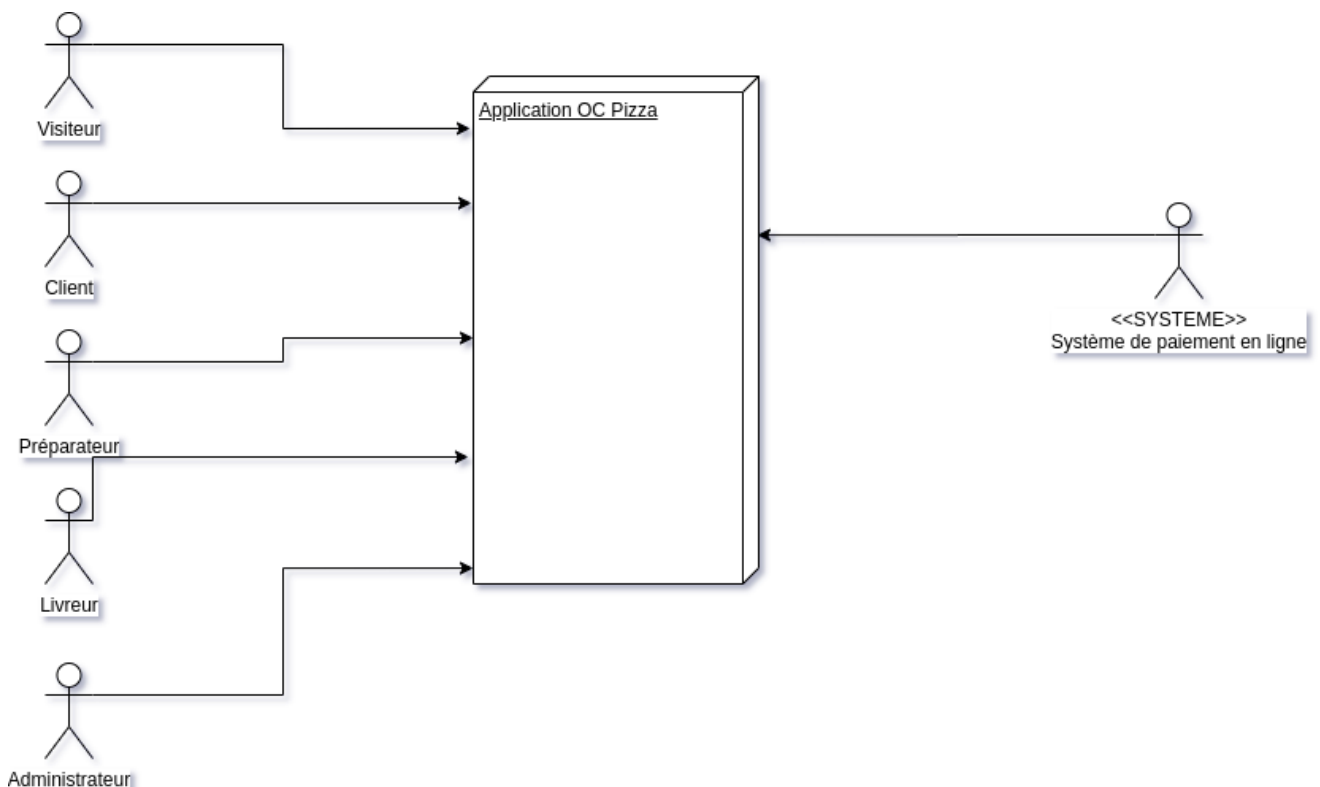 Visiteur
Application OC Pizza
Client
<<SYSTEME>>
Système de paiement en ligne
Préparateur
Livreur
Administrateur